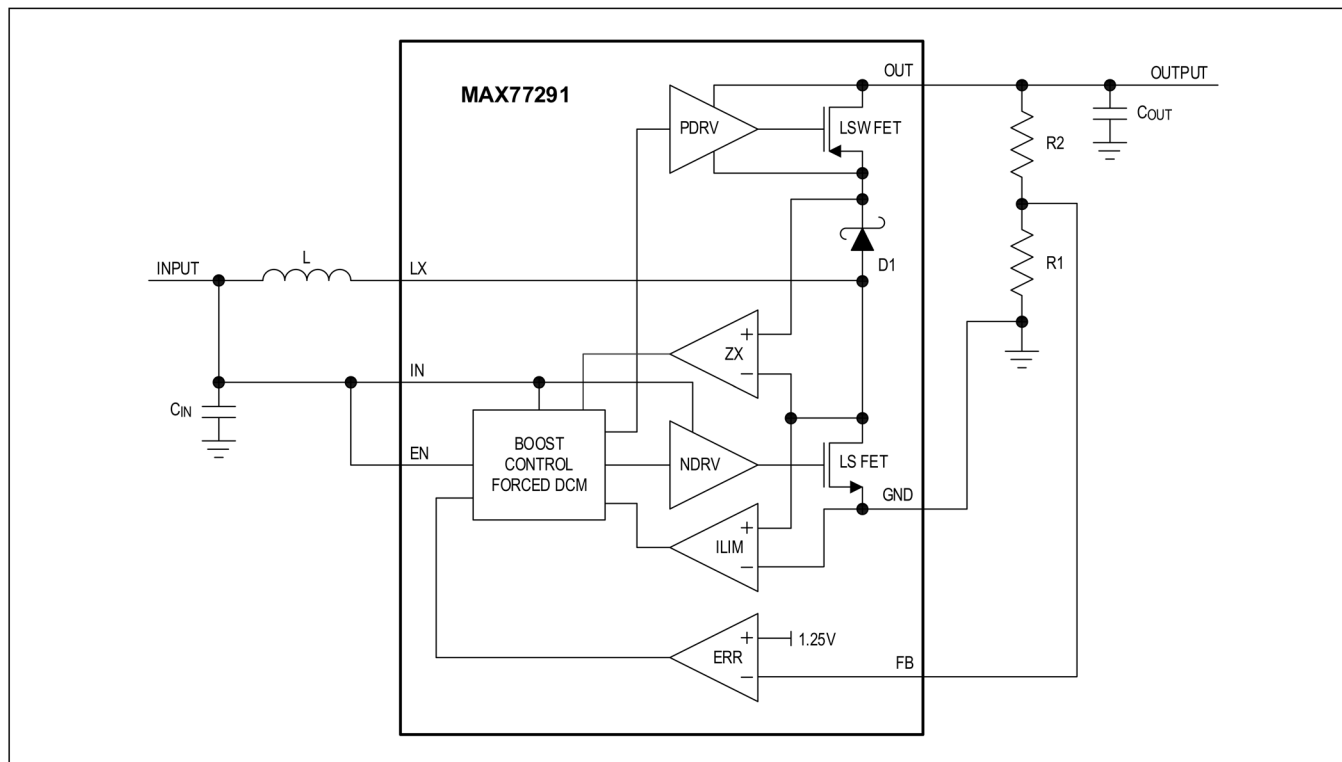 MAX77291
OUT
OUTPUT
PDRV
LSW FET
COUT
R2
D1
R1
INPUT
L
LX
+
ZX
−
IN
CIN
EN
BOOST
CONTROL
FORCED DCM
NDRV
LS FET
GND
+
ILIM
−
+
1.25V
ERR
−
FB